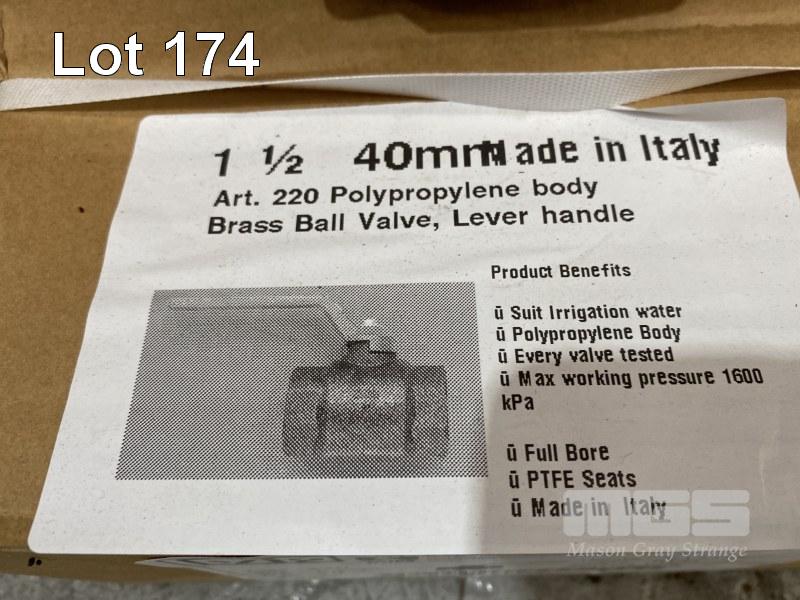 Lot 174
1 ½ 40mm Made in Italy
Art. 220 Polypropylene body
Brass Ball Valve, Lever handle
Product Benefits
ü Suit Irrigation water
ü Polypropylene Body
ü Every valve tested
ü Max working pressure 1600
kPa
ü Full Bore
ü PTFE Seats
ü Made in Italy
MGS
Mason Gray Strange